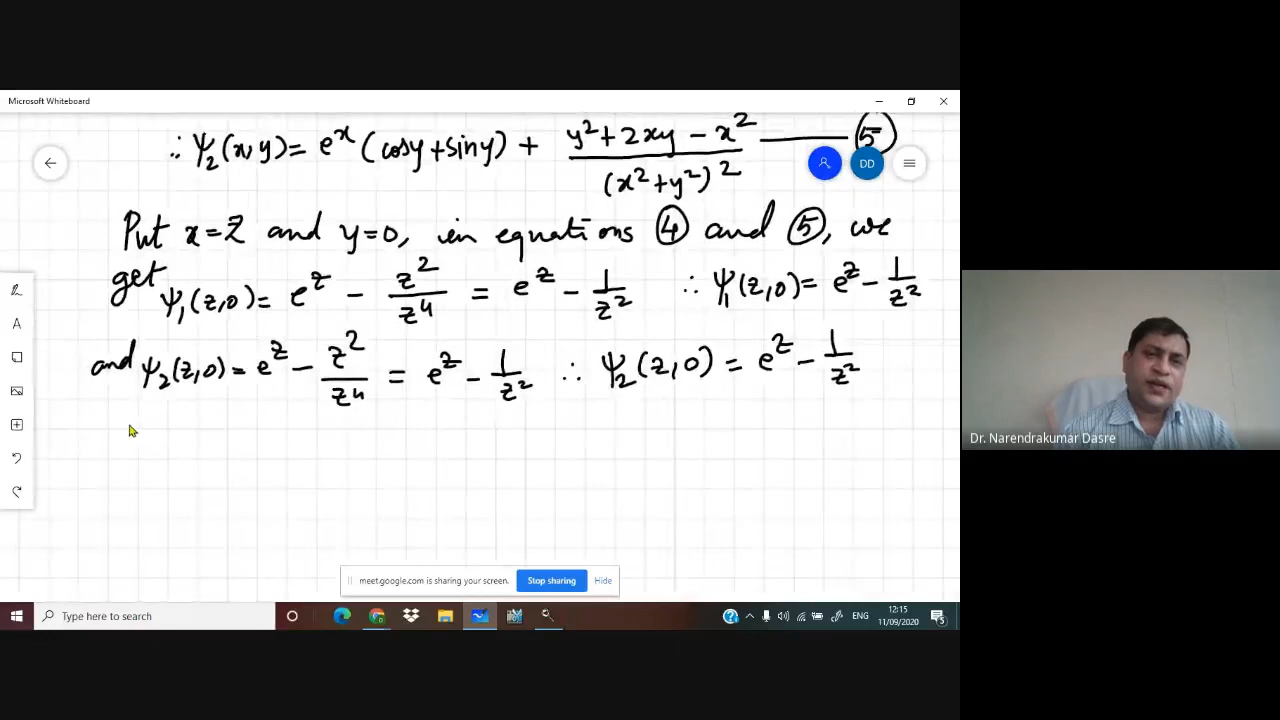 Microsoft Whiteboard
∴ ψ₂(x,y) = eˣ (cosy + siny) + (y² + 2xy − x²)/(x² + y²)² —— ⑤
DD
Put x=z and y=0, in equations ④ and ⑤, we
get ψ₁(z,0) = e^z − z²/z⁴ = e^z − 1/z² ∴ ψ₁(z,0) = e^z − 1/z²
and ψ₂(z,0) = e^z − z²/z⁴ = e^z − 1/z² ∴ ψ₂(z,0) = e^z − 1/z²
Dr. Narendrakumar Dasre
meet.google.com is sharing your screen. Stop sharing Hide
Type here to search
ENG
12:15
11/09/2020
5